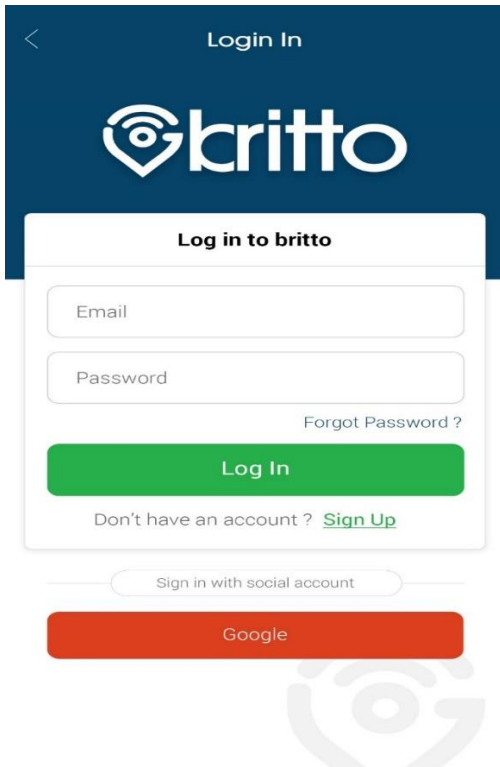 Login In
britto
Log in to britto
Email
Password
Forgot Password ?
Log In
Don't have an account ? Sign Up
Sign in with social account
Google